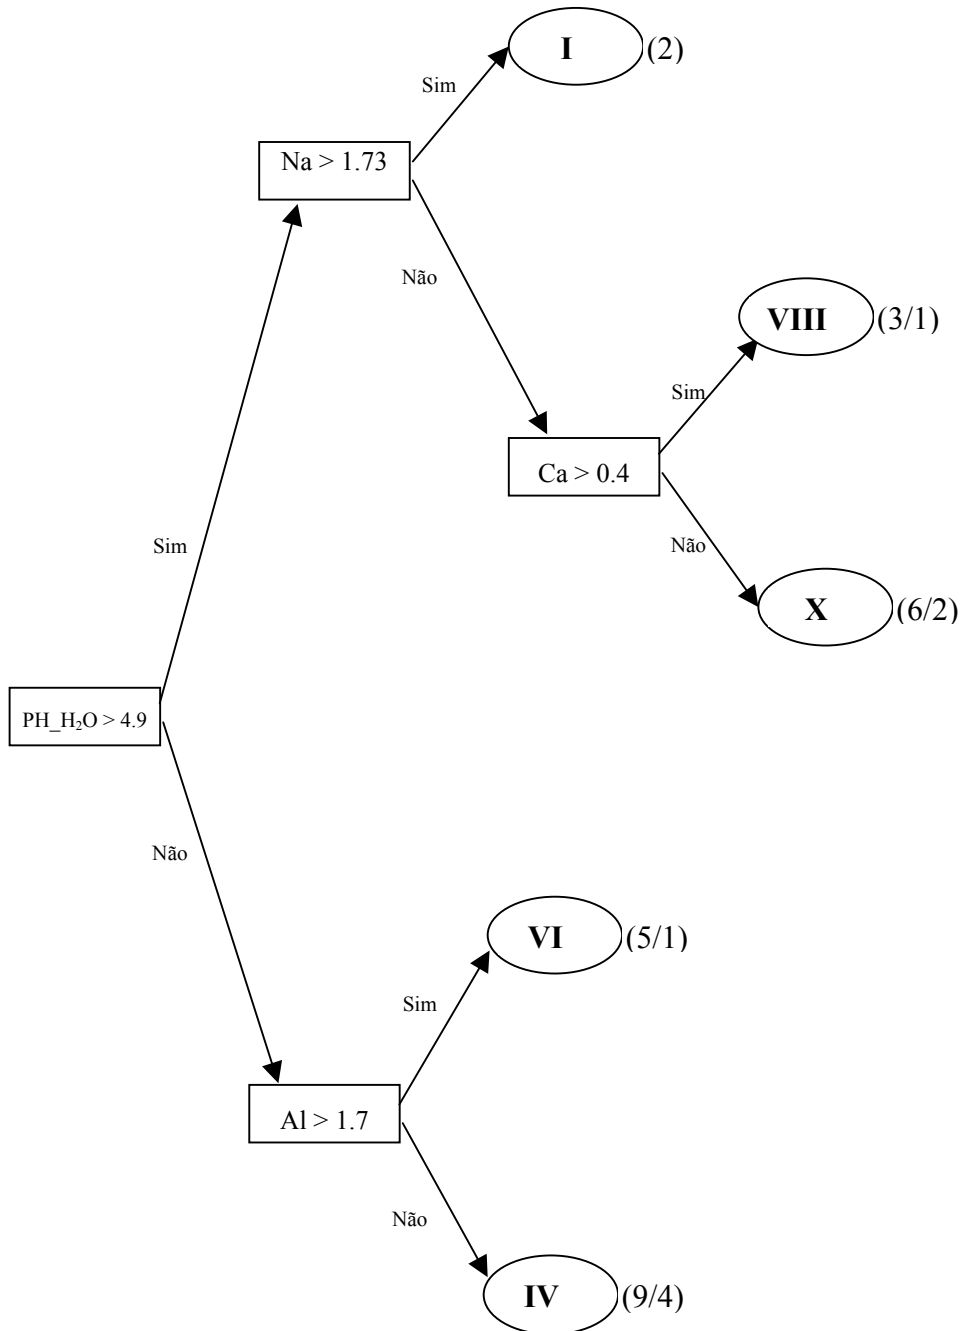 I (2)
Sim
Na > 1.73
Não
VIII (3/1)
Sim
Ca > 0.4
Não
Sim
X (6/2)
PH_H₂O > 4.9
Não
VI (5/1)
Sim
Al > 1.7
Não
IV (9/4)